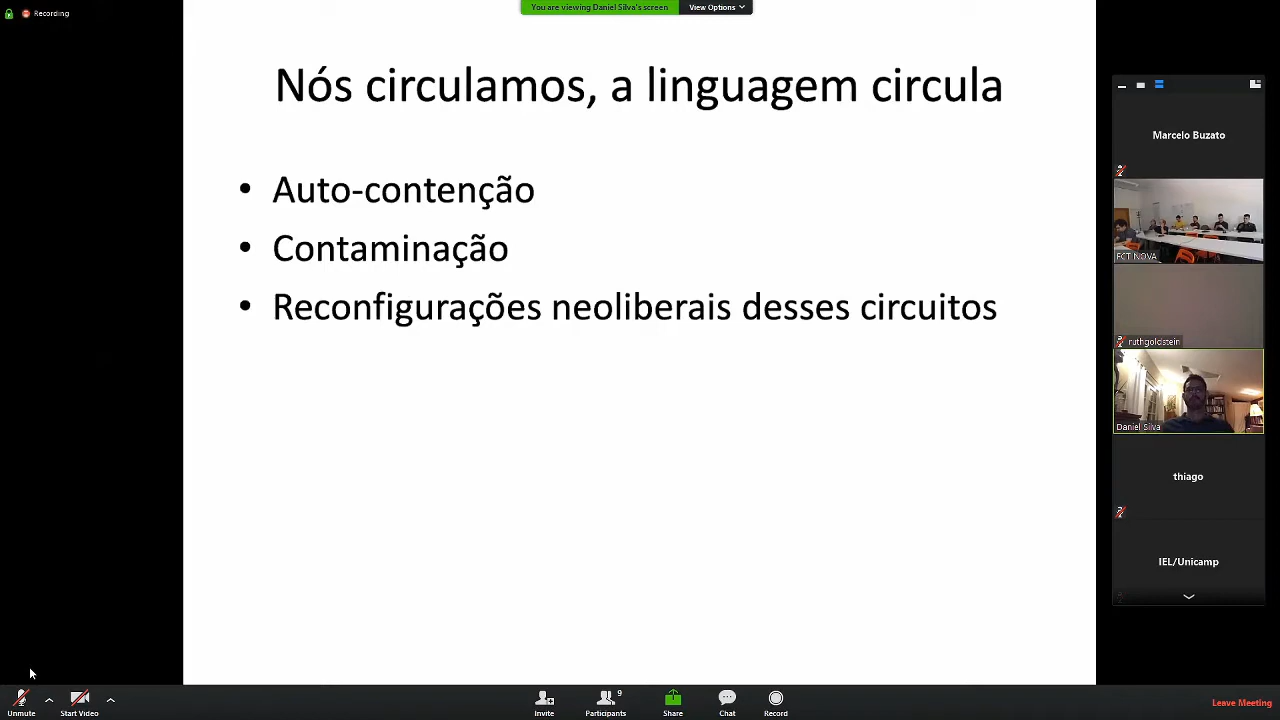 Recording
You are viewing Daniel Silva's screen
View Options
Nós circulamos, a linguagem circula
• Auto-contenção
• Contaminação
• Reconfigurações neoliberais desses circuitos
Marcelo Buzato
FCT NOVA
ruthgoldstein
Daniel Silva
thiago
IEL/Unicamp
Unmute
Start Video
Invite
Participants
9
Share
Chat
Record
Leave Meeting